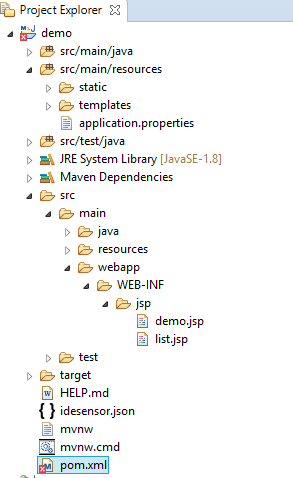 Project Explorer
demo
src/main/java
src/main/resources
static
templates
application.properties
src/test/java
JRE System Library [JavaSE-1.8]
Maven Dependencies
src
main
java
resources
webapp
WEB-INF
jsp
demo.jsp
list.jsp
test
target
HELP.md
idesensor.json
mvnw
mvnw.cmd
pom.xml